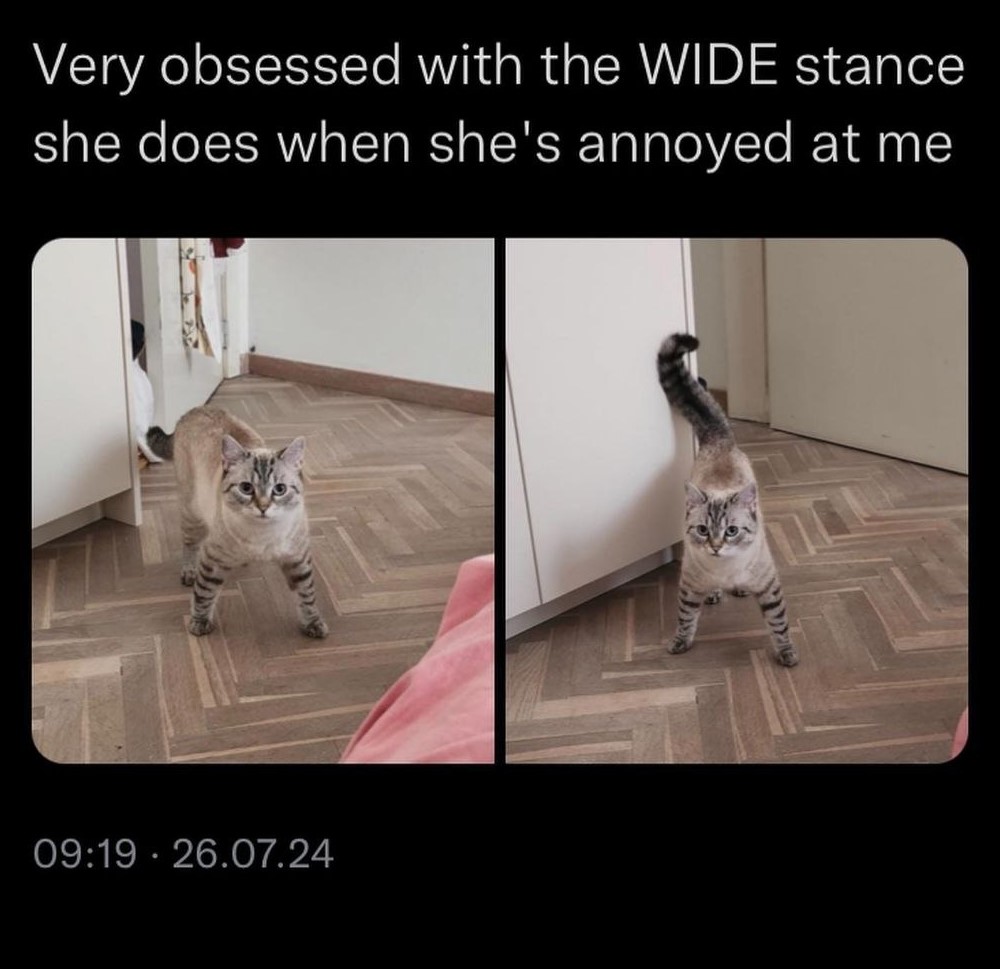 Very obsessed with the WIDE stance
she does when she's annoyed at me
09:19 · 26.07.24